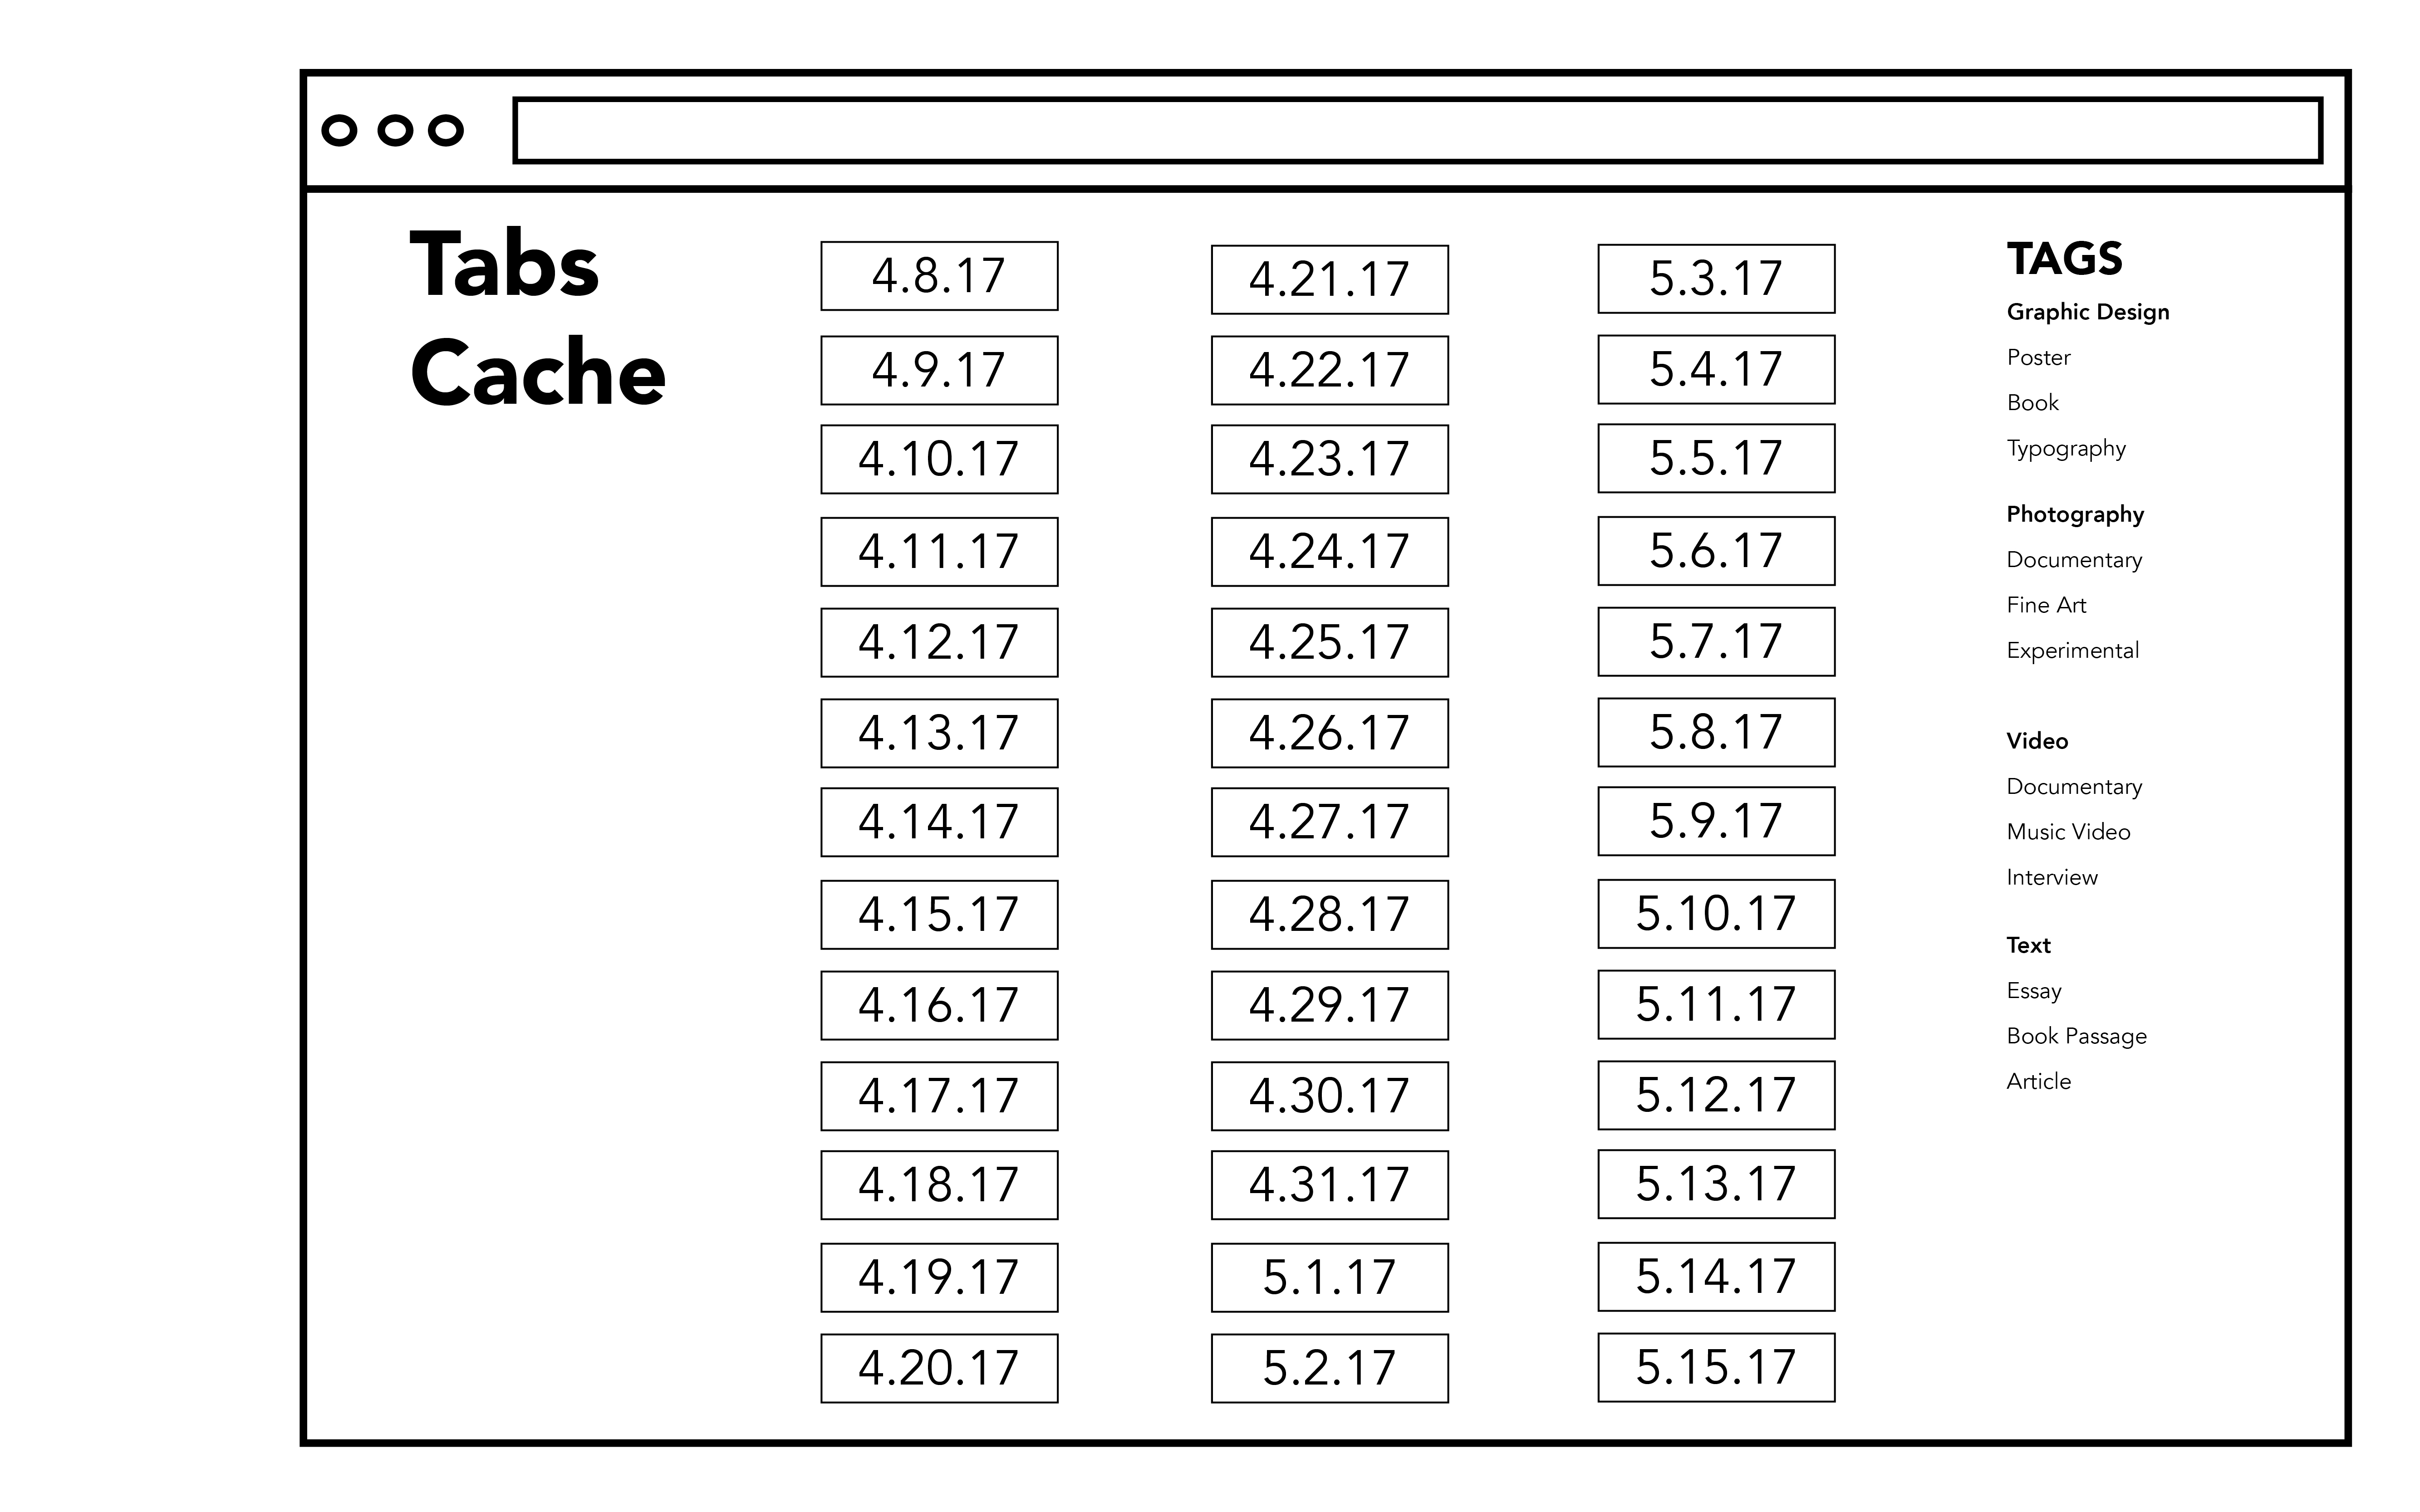 Tabs
Cache
4.8.17
4.9.17
4.10.17
4.11.17
4.12.17
4.13.17
4.14.17
4.15.17
4.16.17
4.17.17
4.18.17
4.19.17
4.20.17
4.21.17
4.22.17
4.23.17
4.24.17
4.25.17
4.26.17
4.27.17
4.28.17
4.29.17
4.30.17
4.31.17
5.1.17
5.2.17
5.3.17
5.4.17
5.5.17
5.6.17
5.7.17
5.8.17
5.9.17
5.10.17
5.11.17
5.12.17
5.13.17
5.14.17
5.15.17
TAGS
Graphic Design
Poster
Book
Typography
Photography
Documentary
Fine Art
Experimental
Video
Documentary
Music Video
Interview
Text
Essay
Book Passage
Article